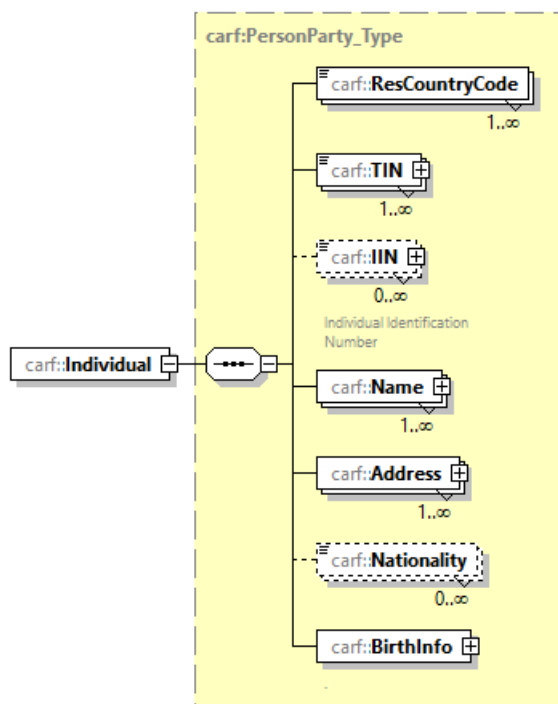 carf:PersonParty_Type
carf::ResCountryCode
1..∞
carf::TIN
1..∞
carf::IIN
0..∞
Individual Identification
Number
carf::Individual
carf::Name
1..∞
carf::Address
1..∞
carf::Nationality
0..∞
carf::BirthInfo